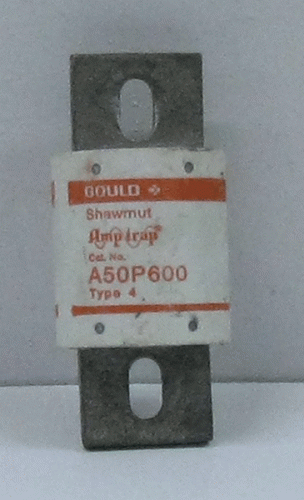 GOULD
Shawmut
Amp-trap®
Cat. No.
A50P600
Type 4